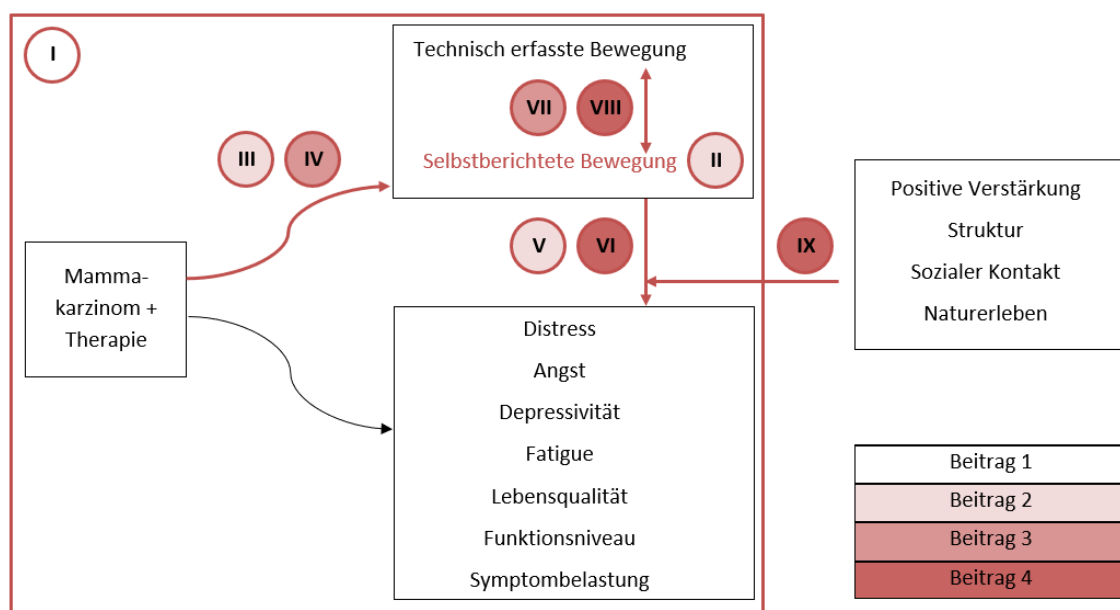 I
Technisch erfasste Bewegung
VII
VIII
Selbstberichtete Bewegung
II
III
IV
Mamma-
karzinom +
Therapie
V
VI
IX
Positive Verstärkung
Struktur
Sozialer Kontakt
Naturerleben
Distress
Angst
Depressivität
Fatigue
Lebensqualität
Funktionsniveau
Symptombelastung
Beitrag 1
Beitrag 2
Beitrag 3
Beitrag 4